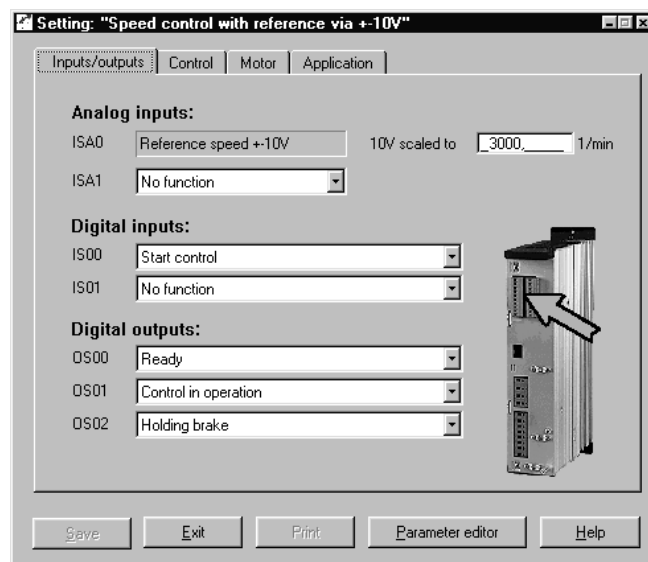 Setting: "Speed control with reference via +-10V"
Inputs/outputs Control Motor Application
Analog inputs:
ISA0 Reference speed +-10V 10V scaled to _3000,_____ 1/min
ISA1 No function
Digital inputs:
IS00 Start control
IS01 No function
Digital outputs:
OS00 Ready
OS01 Control in operation
OS02 Holding brake
Save Exit Print Parameter editor Help